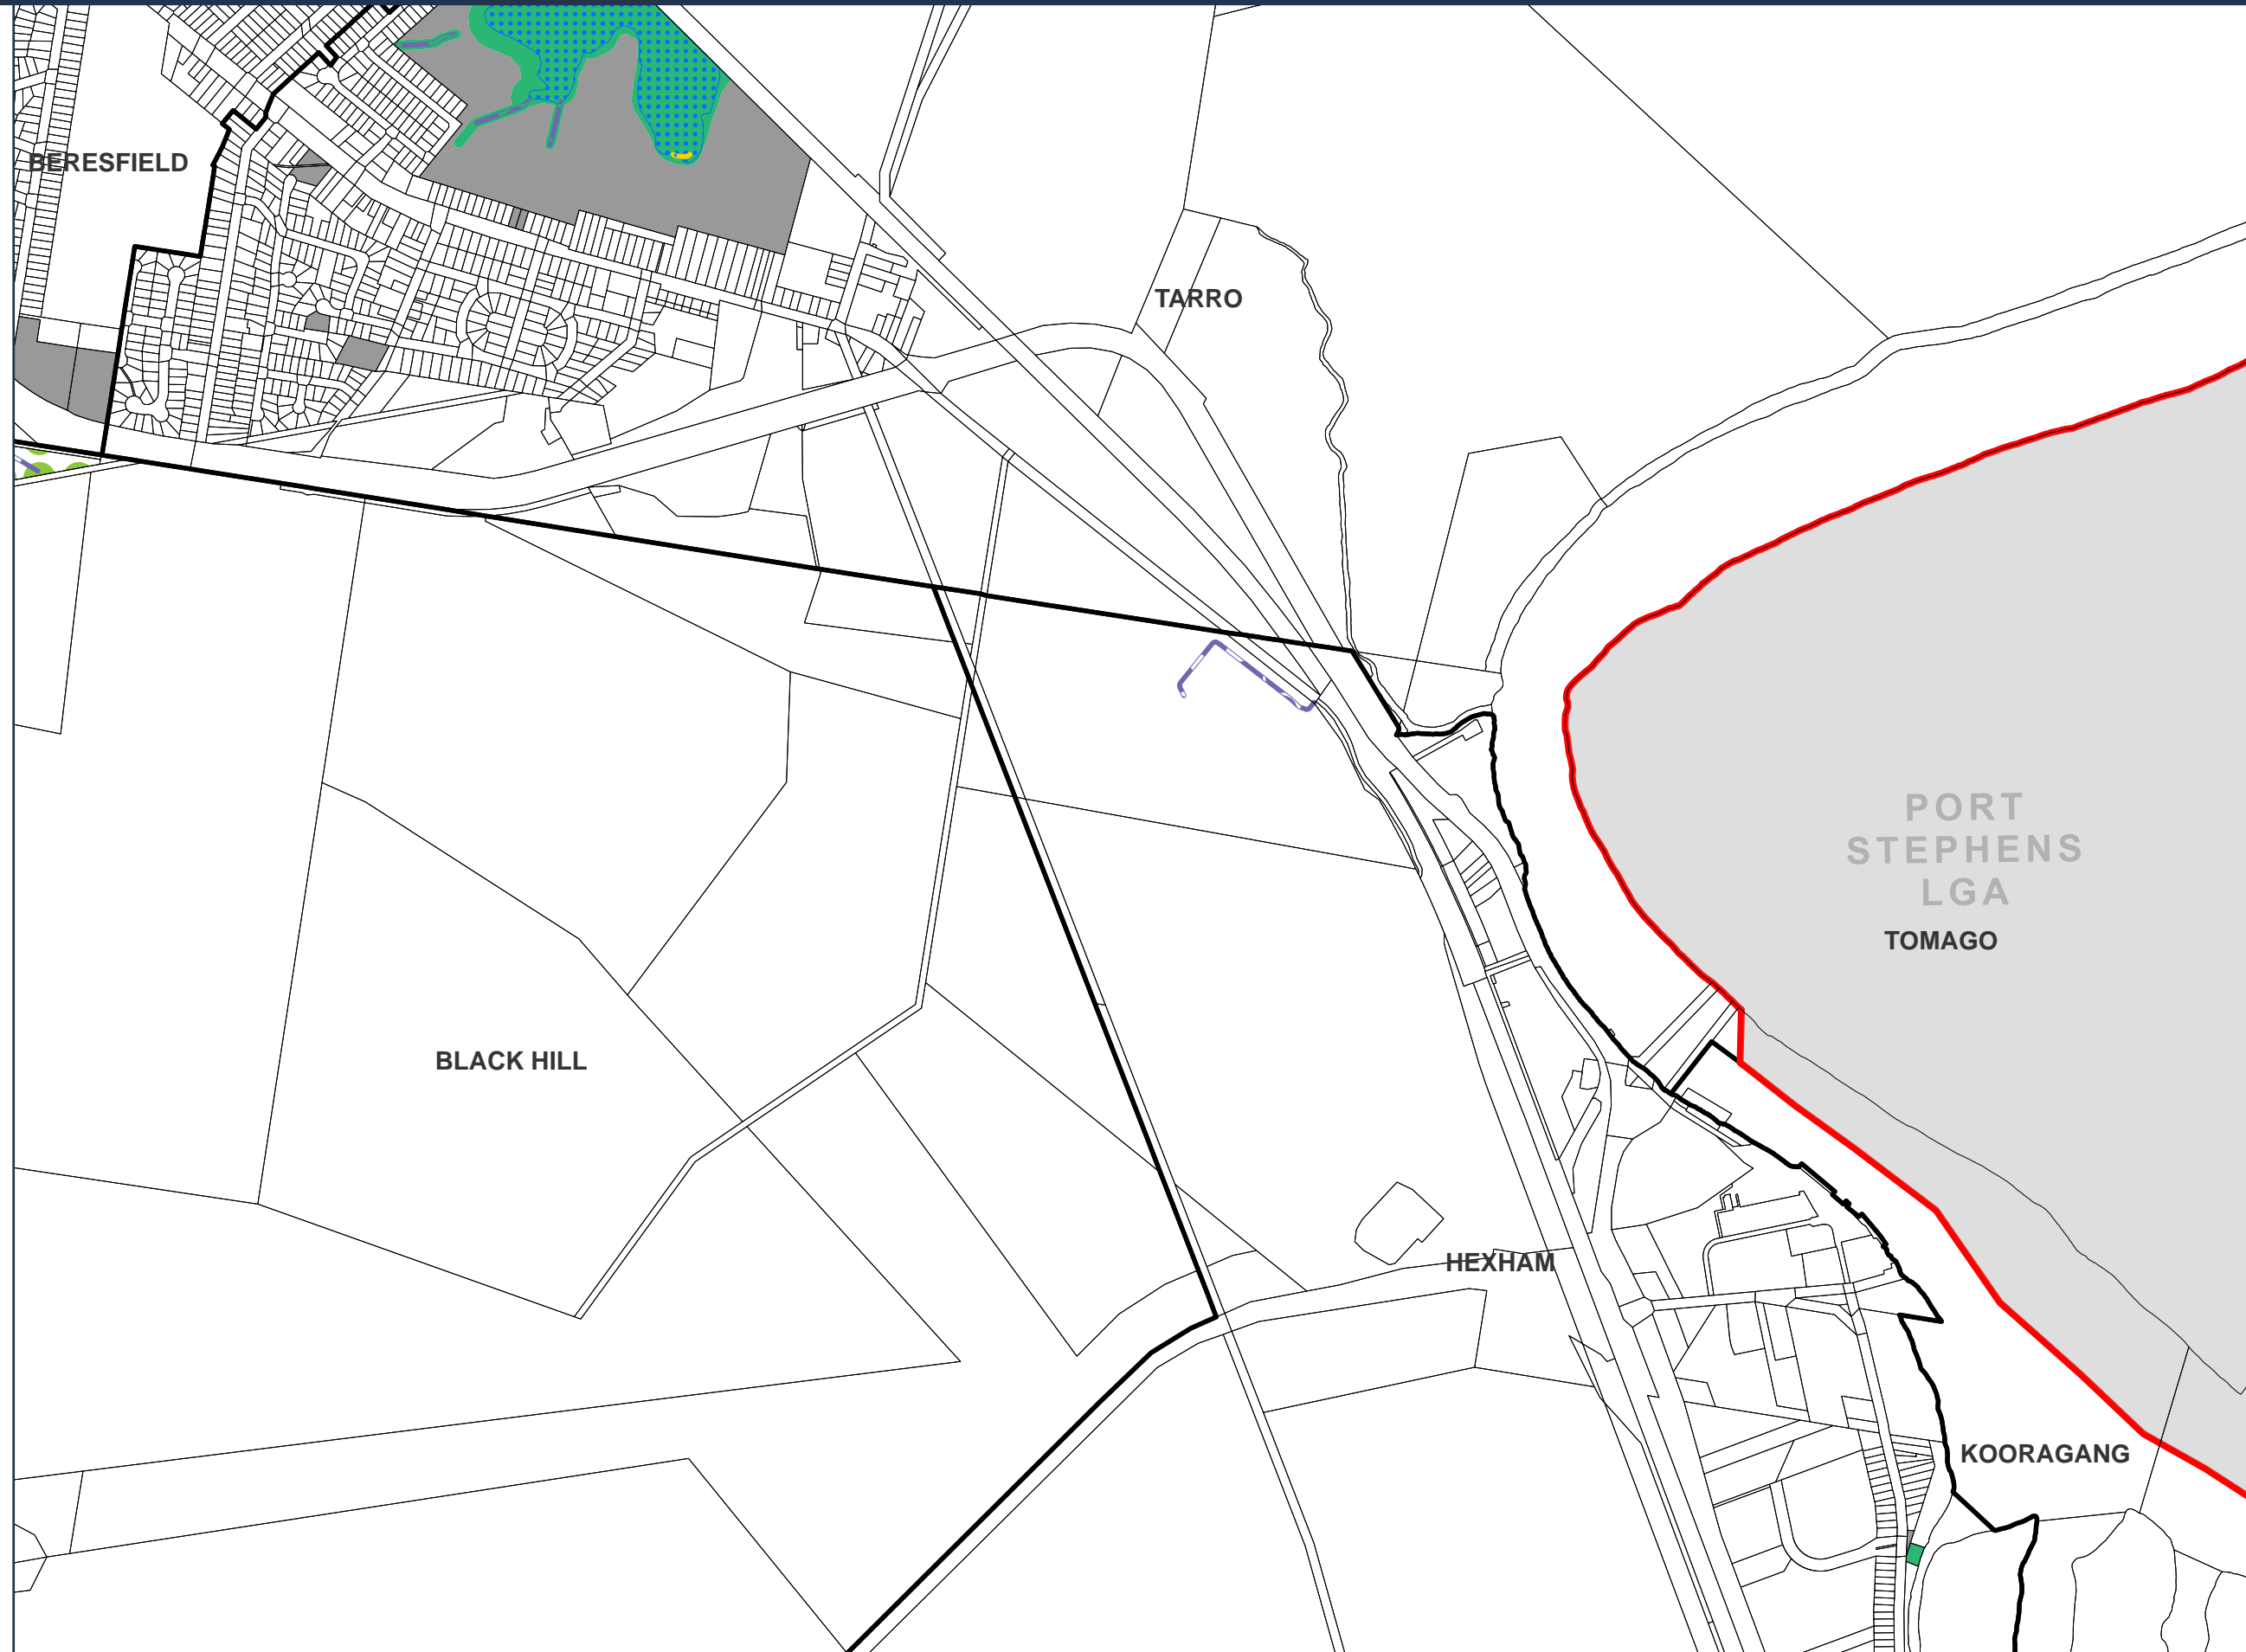 BERESFIELD
TARRO
PORT
STEPHENS
LGA
TOMAGO
BLACK HILL
HEXHAM
KOORAGANG